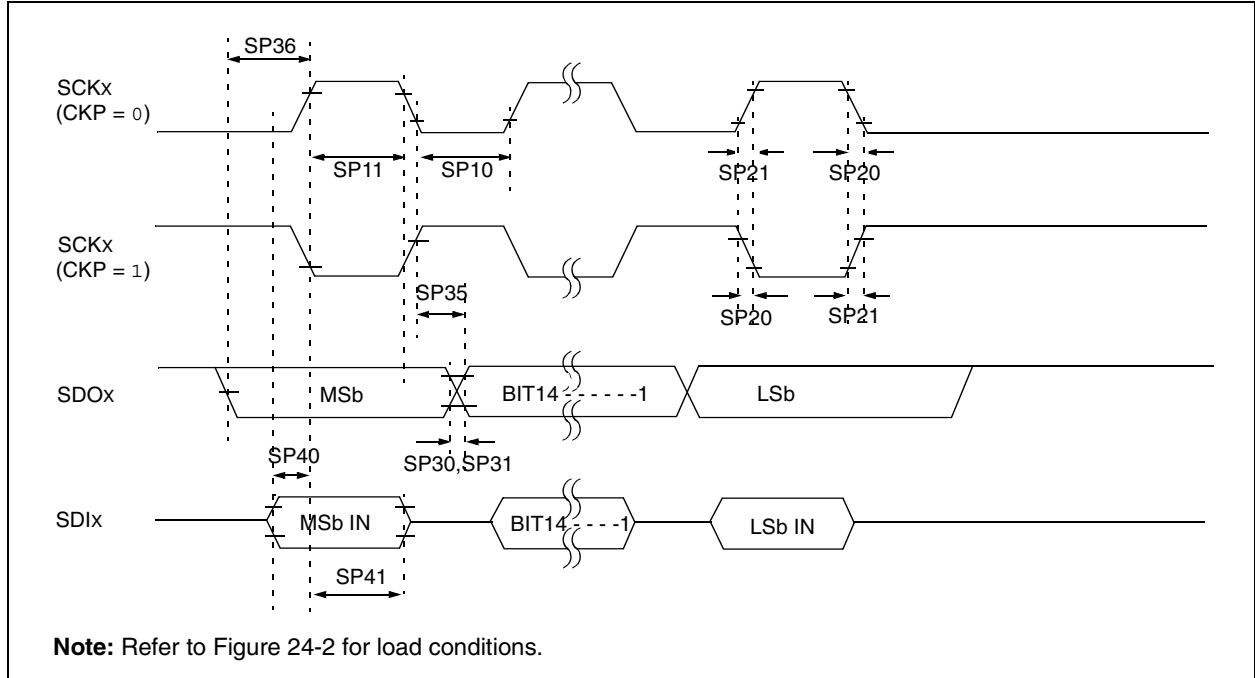 SP36
SCKx
(CKP = 0)
SP11
SP10
SP21
SP20
SCKx
(CKP = 1)
SP35
SP20
SP21
SDOx
MSb
BIT14 - - - - - -1
LSb
SP40
SP30,SP31
SDIx
MSb IN
BIT14 - - - -1
LSb IN
SP41
Note: Refer to Figure 24-2 for load conditions.